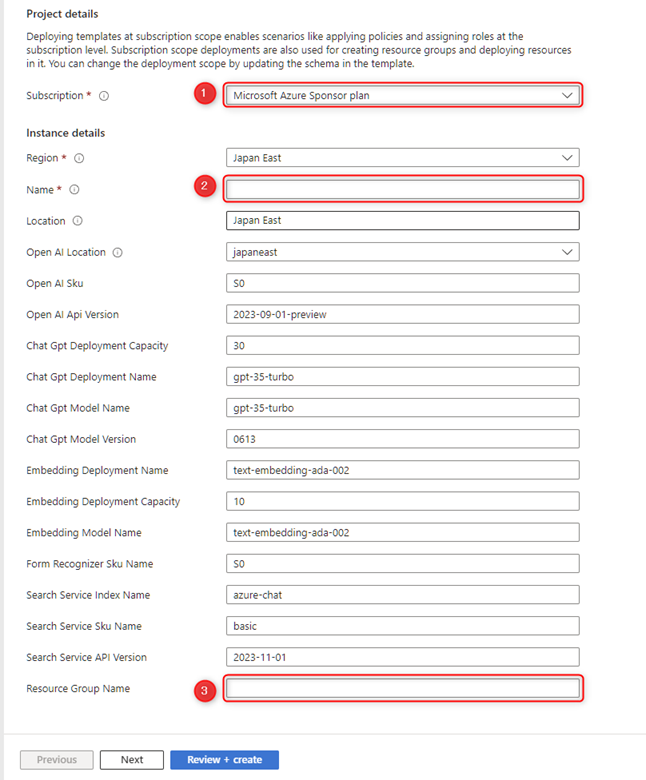 Project details
Deploying templates at subscription scope enables scenarios like applying policies and assigning roles at the
subscription level. Subscription scope deployments are also used for creating resource groups and deploying resources
in it. You can change the deployment scope by updating the schema in the template.
Subscription * 1 Microsoft Azure Sponsor plan
Instance details
Region * Japan East
Name * 2
Location Japan East
Open AI Location japaneast
Open AI Sku S0
Open AI Api Version 2023-09-01-preview
Chat Gpt Deployment Capacity 30
Chat Gpt Deployment Name gpt-35-turbo
Chat Gpt Model Name gpt-35-turbo
Chat Gpt Model Version 0613
Embedding Deployment Name text-embedding-ada-002
Embedding Deployment Capacity 10
Embedding Model Name text-embedding-ada-002
Form Recognizer Sku Name S0
Search Service Index Name azure-chat
Search Service Sku Name basic
Search Service API Version 2023-11-01
Resource Group Name 3
Previous Next Review + create